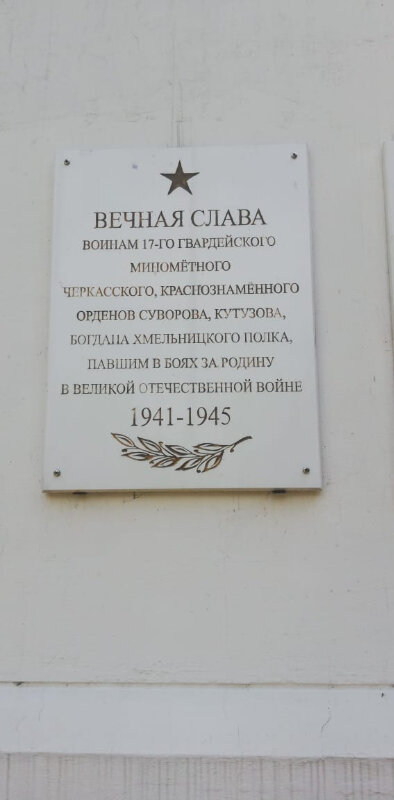 ВЕЧНАЯ СЛАВА
ВОИНАМ 17-ГО ГВАРДЕЙСКОГО
МИНОМЁТНОГО
ЧЕРКАССКОГО, КРАСНОЗНАМЁННОГО
ОРДЕНОВ СУВОРОВА, КУТУЗОВА,
БОГДАНА ХМЕЛЬНИЦКОГО ПОЛКА,
ПАВШИМ В БОЯХ ЗА РОДИНУ
В ВЕЛИКОЙ ОТЕЧЕСТВЕННОЙ ВОЙНЕ
1941-1945